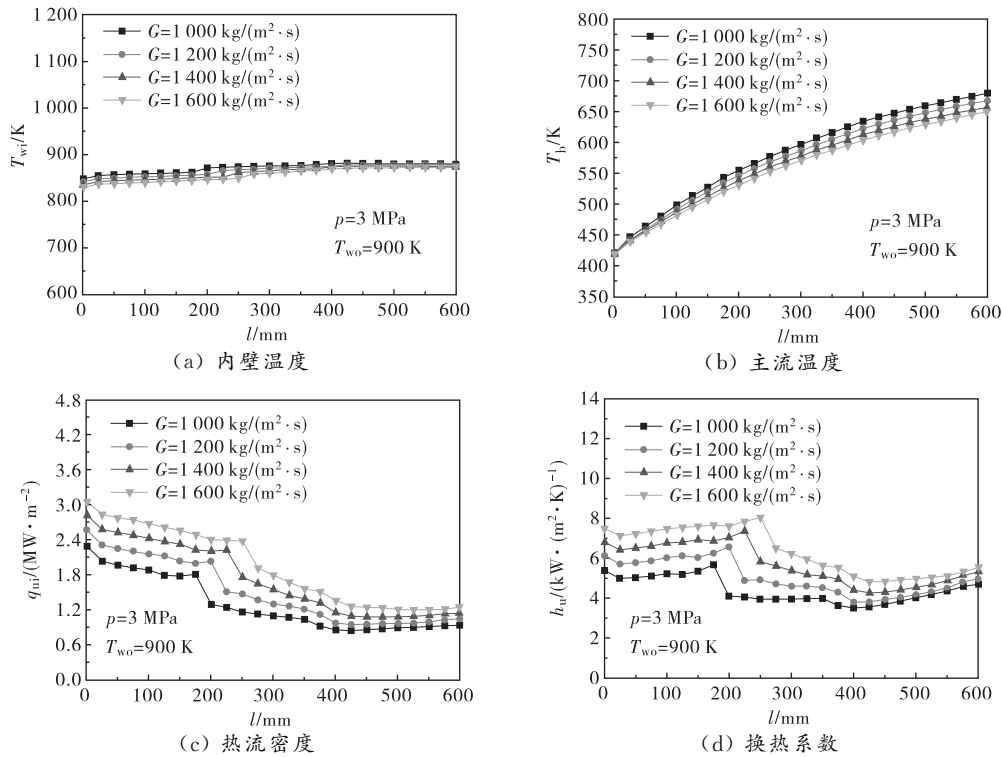 1 200
1 100
1 000
900
800
700
600
T_wi/K
G=1 000 kg/(m²·s)
G=1 200 kg/(m²·s)
G=1 400 kg/(m²·s)
G=1 600 kg/(m²·s)
p=3 MPa
T_wo=900 K
0 100 200 300 400 500 600
l/mm
(a) 内壁温度
800
750
700
650
600
550
500
450
400
350
T_b/K
G=1 000 kg/(m²·s)
G=1 200 kg/(m²·s)
G=1 400 kg/(m²·s)
G=1 600 kg/(m²·s)
p=3 MPa
T_wo=900 K
0 100 200 300 400 500 600
l/mm
(b) 主流温度
4.8
4.2
3.6
3.0
2.4
1.8
1.2
0.6
0.0
q_ui/(MW·m⁻²)
G=1 000 kg/(m²·s)
G=1 200 kg/(m²·s)
G=1 400 kg/(m²·s)
G=1 600 kg/(m²·s)
p=3 MPa
T_wo=900 K
0 100 200 300 400 500 600
l/mm
(c) 热流密度
14
12
10
8
6
4
2
0
h_u/(kW·(m²·K)⁻¹)
G=1 000 kg/(m²·s)
G=1 200 kg/(m²·s)
G=1 400 kg/(m²·s)
G=1 600 kg/(m²·s)
p=3 MPa
T_wo=900 K
0 100 200 300 400 500 600
l/mm
(d) 换热系数